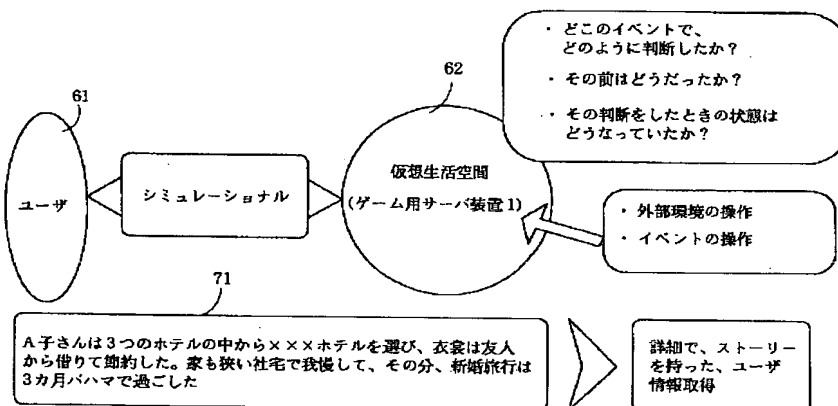 ・ どこのイベントで、
どのように判断したか？
・ その前はどうだったか？
・ その判断をしたときの状態は
どうなっていたか？
61
62
ユーザ
シミュレーショナル
仮想生活空間
(ゲーム用サーバ装置1)
・ 外部環境の操作
・ イベントの操作
71
A子さんは3つのホテルの中から×××ホテルを選び、衣裳は友人
から借りて節約した。家も狭い社宅で我慢して、その分、新婚旅行は
3カ月バハマで過ごした
詳細で、ストーリー
を持った、ユーザ
情報取得